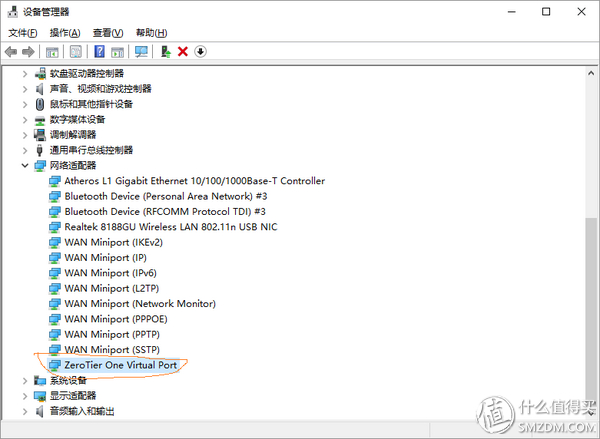 设备管理器
文件(F) 操作(A) 查看(V) 帮助(H)
软盘驱动器控制器
声音、视频和游戏控制器
鼠标和其他指针设备
数字媒体设备
调制解调器
通用串行总线控制器
网络适配器
Atheros L1 Gigabit Ethernet 10/100/1000Base-T Controller
Bluetooth Device (Personal Area Network) #3
Bluetooth Device (RFCOMM Protocol TDI) #3
Realtek 8188GU Wireless LAN 802.11n USB NIC
WAN Miniport (IKEv2)
WAN Miniport (IP)
WAN Miniport (IPv6)
WAN Miniport (L2TP)
WAN Miniport (Network Monitor)
WAN Miniport (PPPOE)
WAN Miniport (PPTP)
WAN Miniport (SSTP)
ZeroTier One Virtual Port
系统设备
显示适配器
音频输入和输出
值 什么值得买
SMZDM.COM